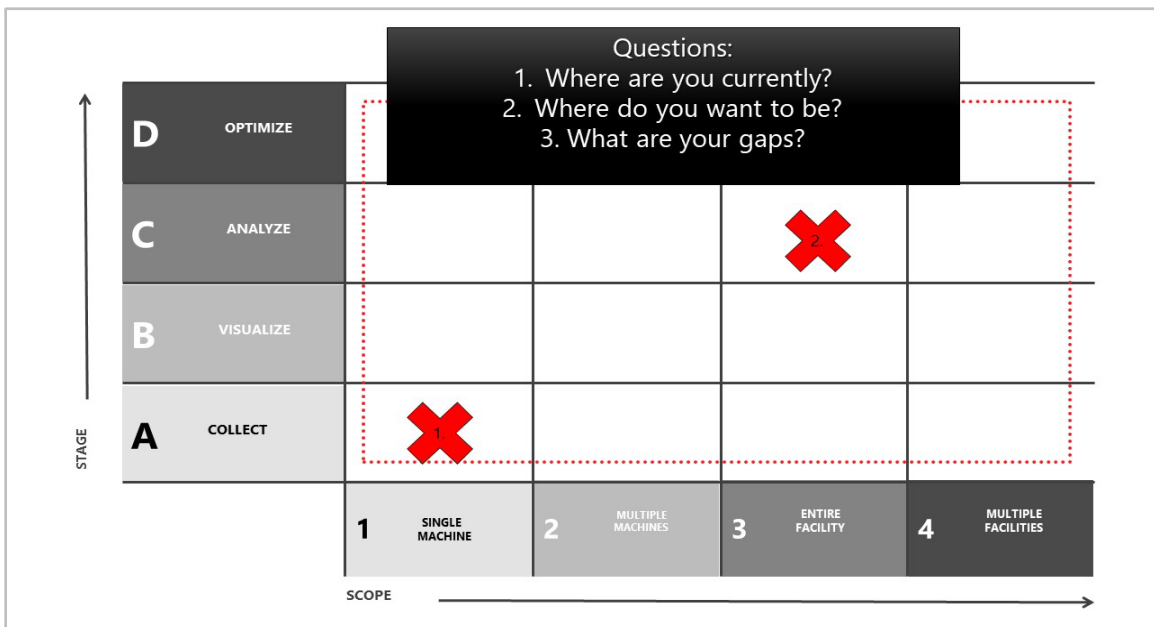 Questions:
1. Where are you currently?
2. Where do you want to be?
3. What are your gaps?
D OPTIMIZE
C ANALYZE
2.
B VISUALIZE
A COLLECT
1.
STAGE
1 SINGLE
MACHINE
2 MULTIPLE
MACHINES
3 ENTIRE
FACILITY
4 MULTIPLE
FACILITIES
SCOPE